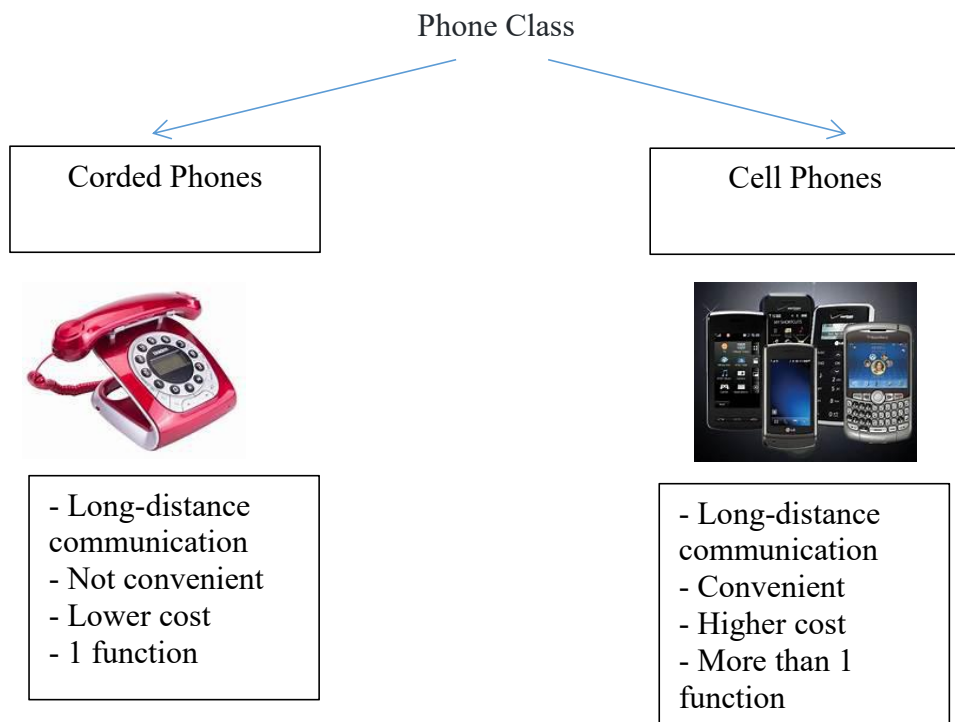 Phone Class
Corded Phones
Cell Phones
- Long-distance
communication
- Not convenient
- Lower cost
- 1 function
- Long-distance
communication
- Convenient
- Higher cost
- More than 1
function